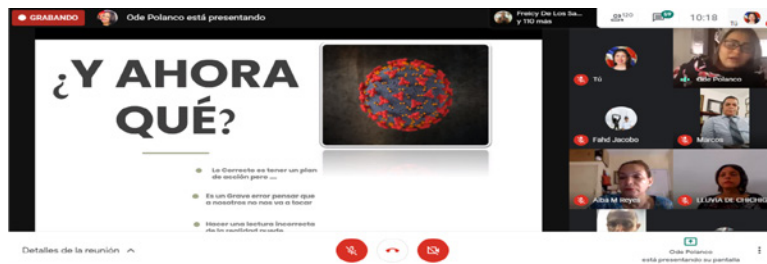 GRABANDO
Ode Polanco está presentando
Freicy De Los Sa...
y 110 más
10:18
Tú
¿Y AHORA
QUÉ?
Lo Correcto es tener un plan
de acción pero ...
Es un Grave error pensar que
a nosotros no nos va a tocar
Hacer una lectura incorrecta
de la realidad puede
Tú
Ode Polanco
Fahd Jacobo
Marcos
Alba M Reyes
LLUVIA DE CHICHIG
Detalles de la reunión
Ode Polanco
está presentando su pantalla